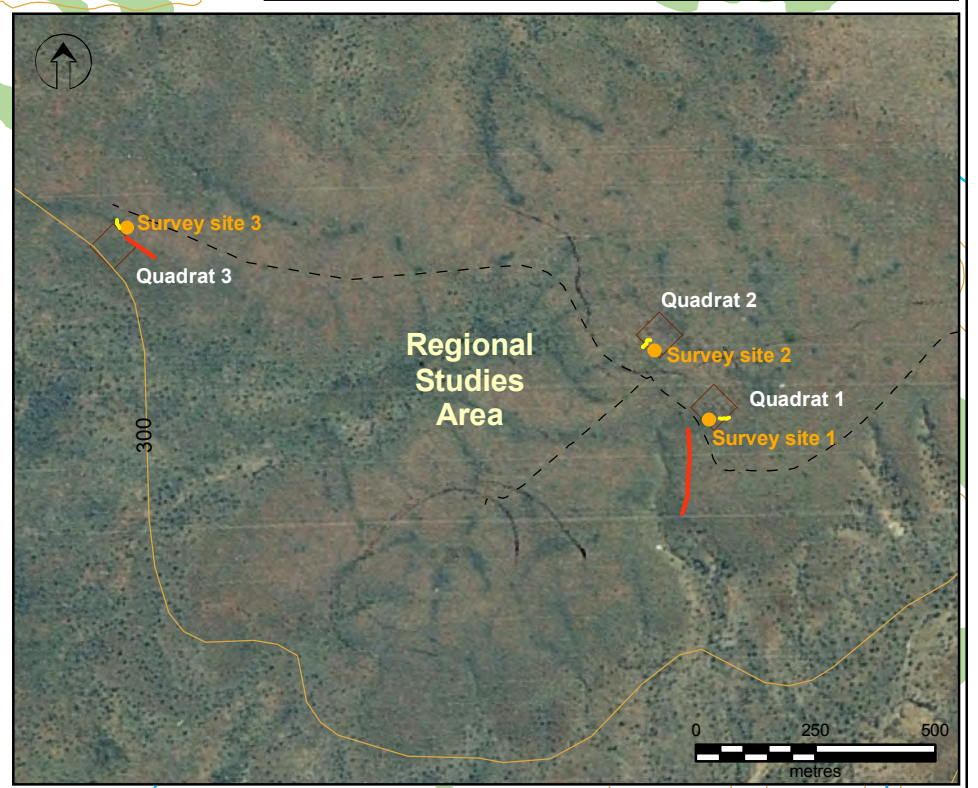 Survey site 3
Quadrat 3
Quadrat 2
Regional
Studies
Area
Survey site 2
Quadrat 1
Survey site 1
300
0 250 500
metres